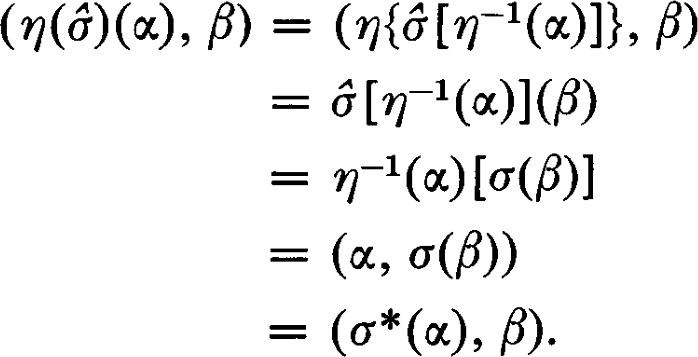 (η(σ̂)(α), β) = (η{σ̂[η⁻¹(α)]}, β)
= σ̂[η⁻¹(α)](β)
= η⁻¹(α)[σ(β)]
= (α, σ(β))
= (σ*(α), β).